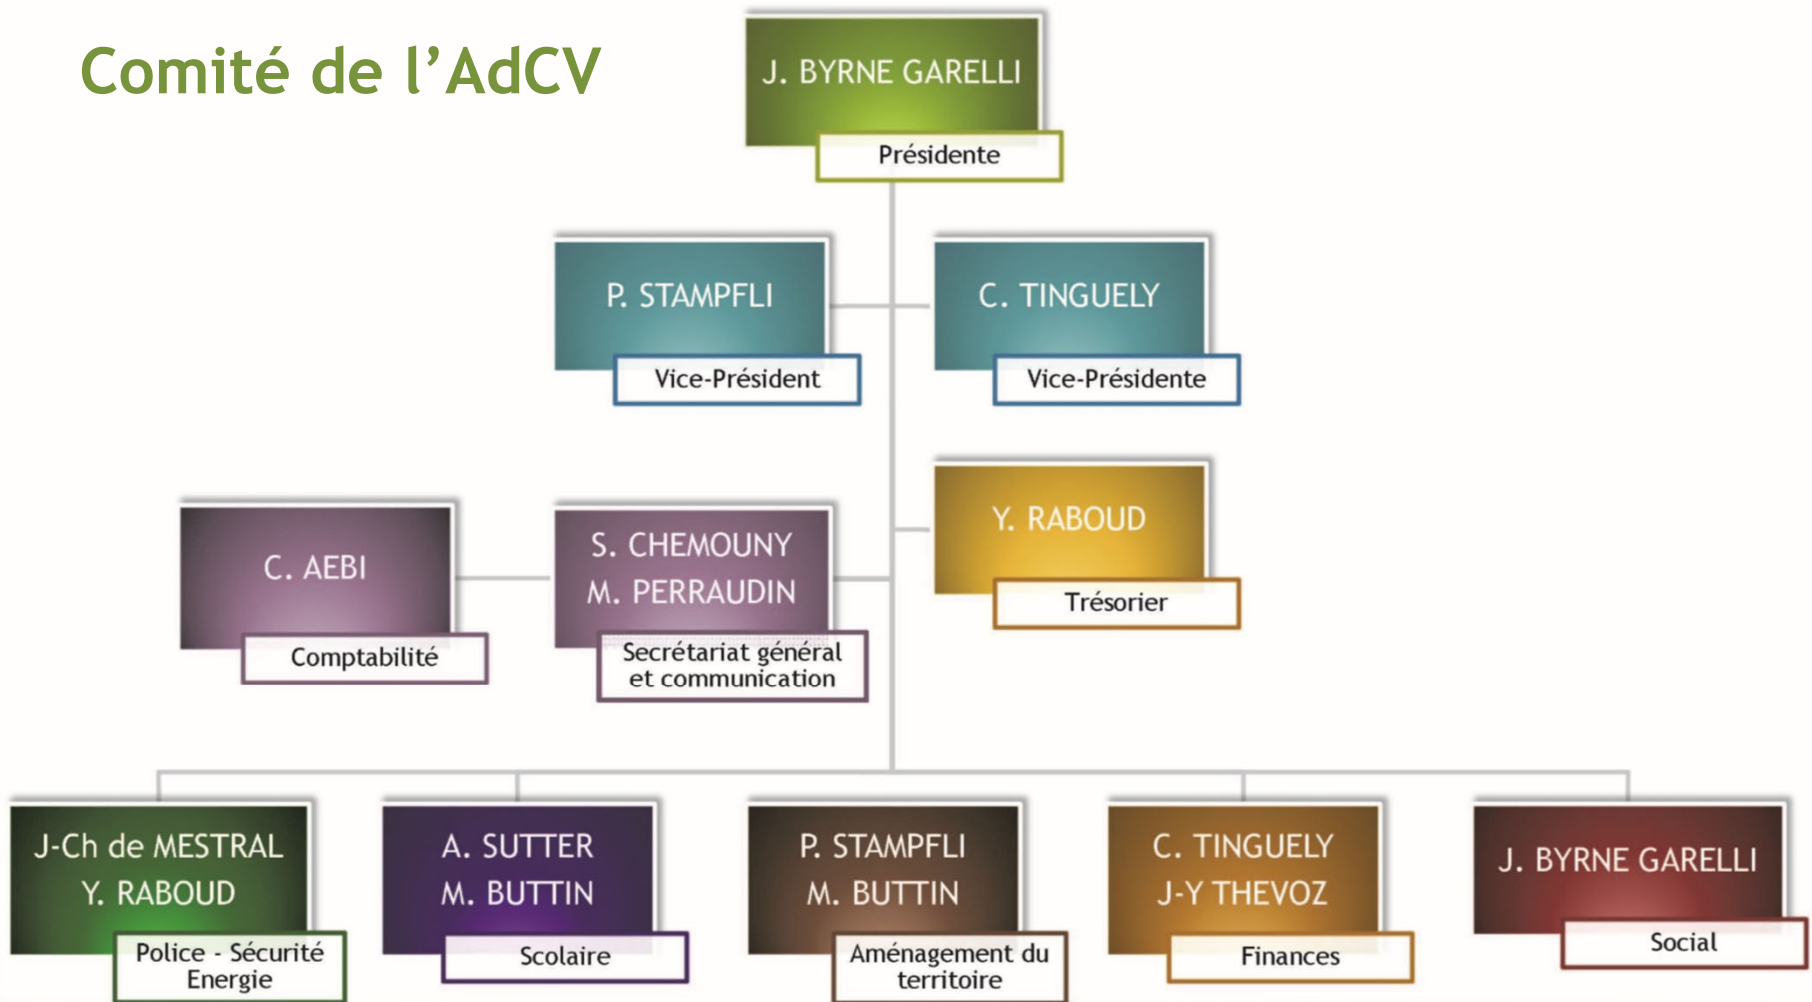 Comité de l’AdCV
J. BYRNE GARELLI
Présidente
P. STAMPFLI
Vice-Président
C. TINGUELY
Vice-Présidente
Y. RABOUD
Trésorier
C. AEBI
Comptabilité
S. CHEMOUNY
M. PERRAUDIN
Secrétariat général
et communication
J-Ch de MESTRAL
Y. RABOUD
Police - Sécurité
Energie
A. SUTTER
M. BUTTIN
Scolaire
P. STAMPFLI
M. BUTTIN
Aménagement du
territoire
C. TINGUELY
J-Y THEVOZ
Finances
J. BYRNE GARELLI
Social